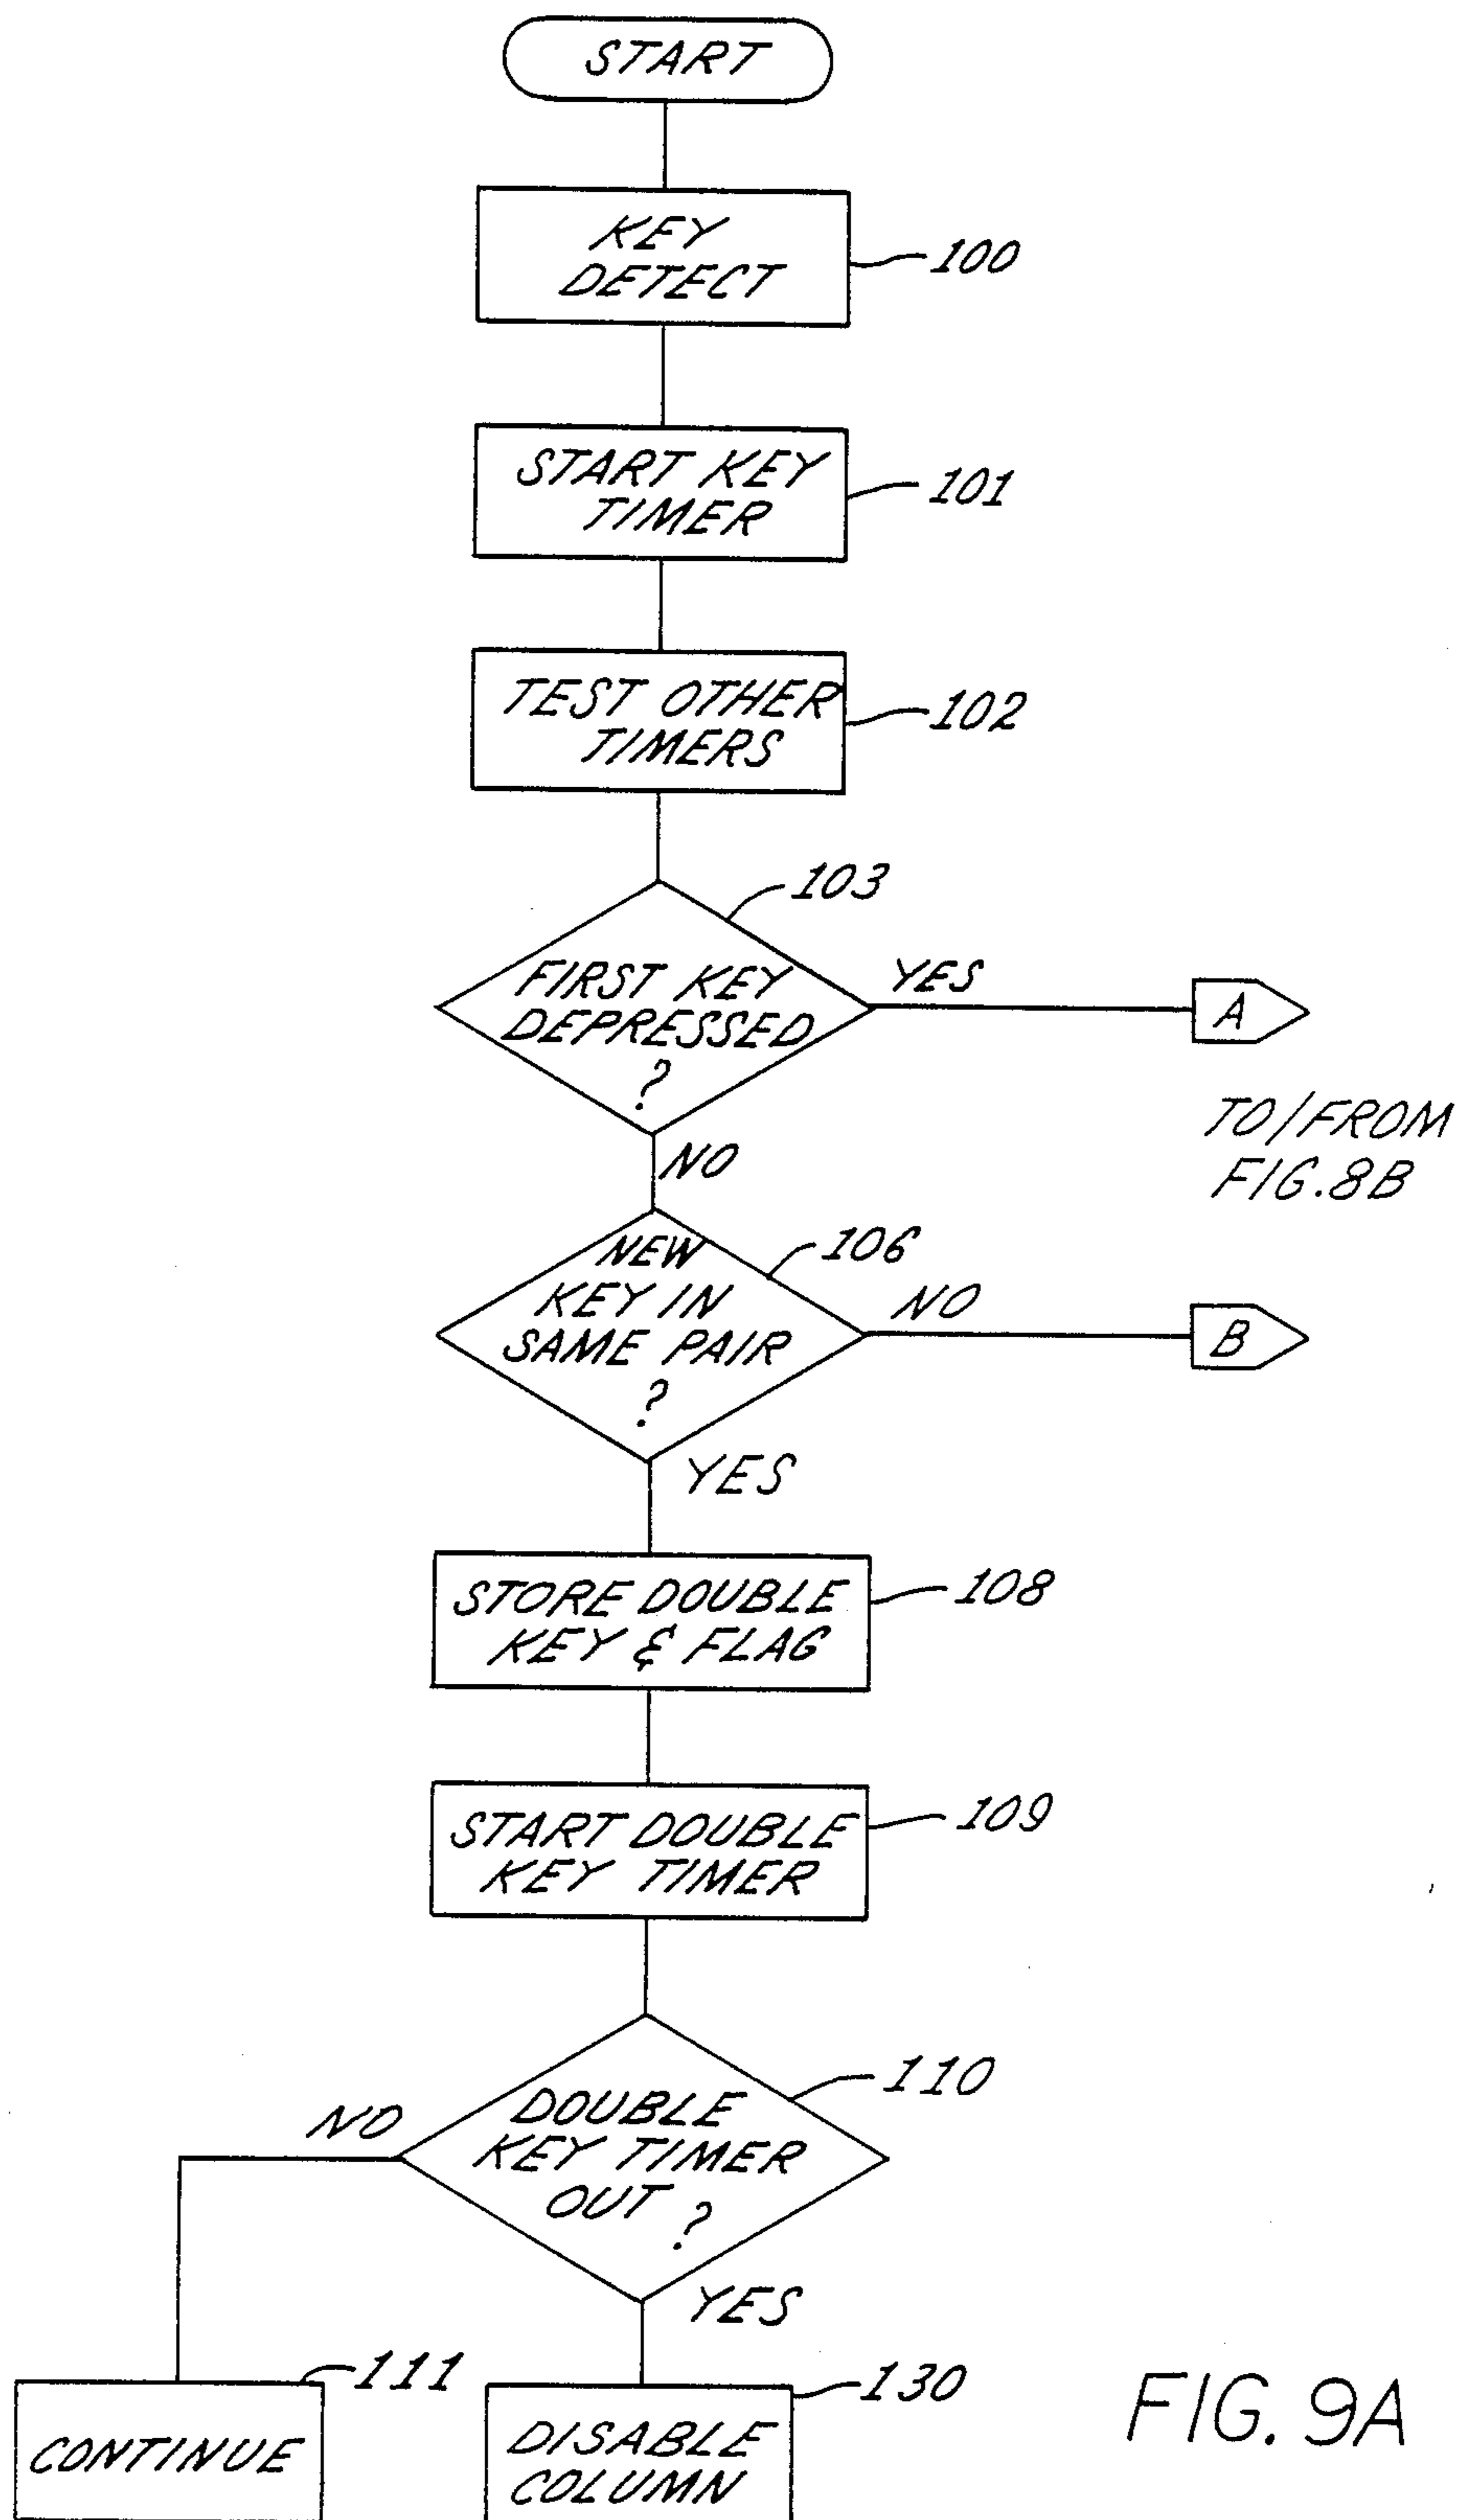 START
KEY
DETECT
100
START KEY
TIMER
101
TEST OTHER
TIMERS
102
103
FIRST KEY
DEPRESSED
?
YES
A
TO/FROM
FIG. 8B
NO
106
NEW
KEY IN
SAME PAIR
?
NO
B
YES
STORE DOUBLE
KEY & FLAG
108
START DOUBLE
KEY TIMER
109
110
DOUBLE
KEY TIMER
OUT ?
NO
YES
111
CONTINUE
130
DISABLE
COLUMN
FIG. 9A